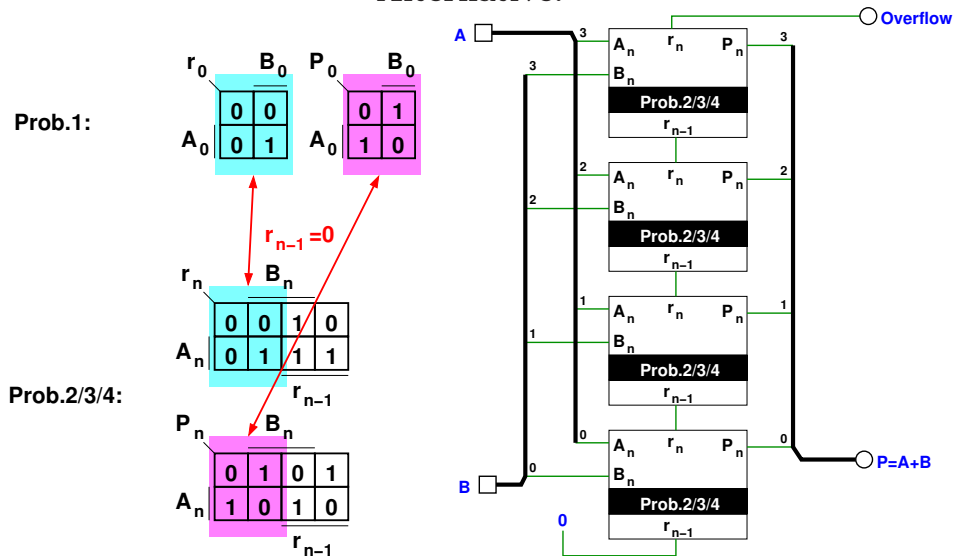 Prob.1:
r0 B0
0 0
A0 0 1
P0 B0
0 1
A0 1 0
rn−1=0
Prob.2/3/4:
rn Bn
0 0 1 0
An 0 1 1 1
rn−1
Pn Bn
0 1 0 1
An 1 0 1 0
rn−1
A
B
Overflow
3 An rn Pn 3
3 Bn
Prob.2/3/4
rn−1
2 An rn Pn 2
2 Bn
Prob.2/3/4
rn−1
1 An rn Pn 1
1 Bn
Prob.2/3/4
rn−1
0 An rn Pn 0
0 Bn
Prob.2/3/4
rn−1
0
P=A+B